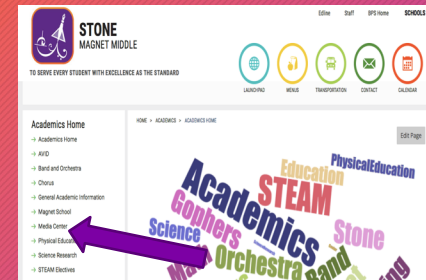 Edline Staff BPS Home SCHOOLS
STONE
MAGNET MIDDLE
TO SERVE EVERY STUDENT WITH EXCELLENCE AS THE STANDARD
LAUNCHPAD MENUS TRANSPORTATION CONTACT CALENDAR
Academics Home
HOME > ACADEMICS > ACADEMICS HOME
Edit Page
→ Academics Home
→ AVID
→ Band and Orchestra
→ Chorus
→ General Academic Information
→ Magnet School
→ Media Center
→ Physical
→ Science Research
→ STEAM Electives
PhysicalEducation
Education
STEAM
Academics
Gophers
Stone
Science
Orchestra
Band